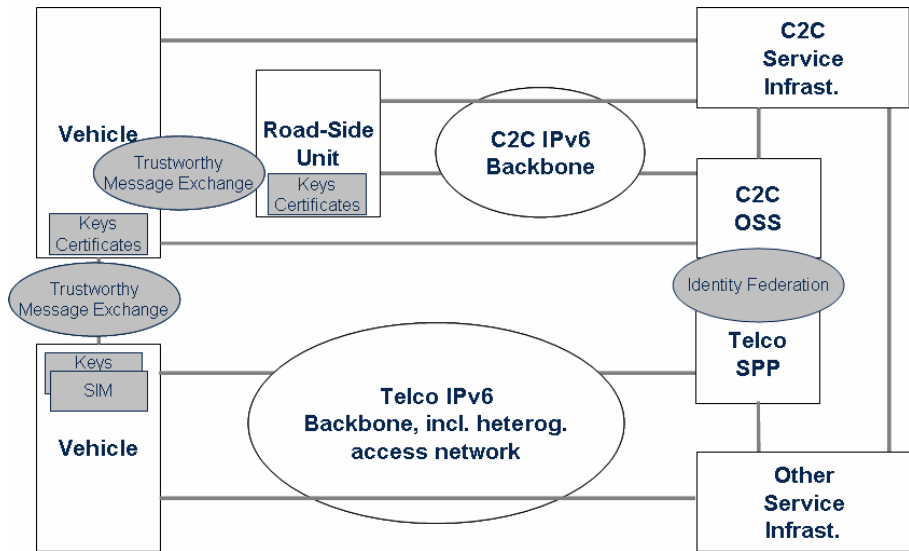 C2C
Service
Infrast.
Vehicle
Road-Side
Unit
C2C IPv6
Backbone
Trustworthy
Message Exchange
Keys
Certificates
C2C
OSS
Keys
Certificates
Trustworthy
Message Exchange
Identity Federation
Keys
SIM
Telco
SPP
Telco IPv6
Backbone, incl. heterog.
access network
Vehicle
Other
Service
Infrast.